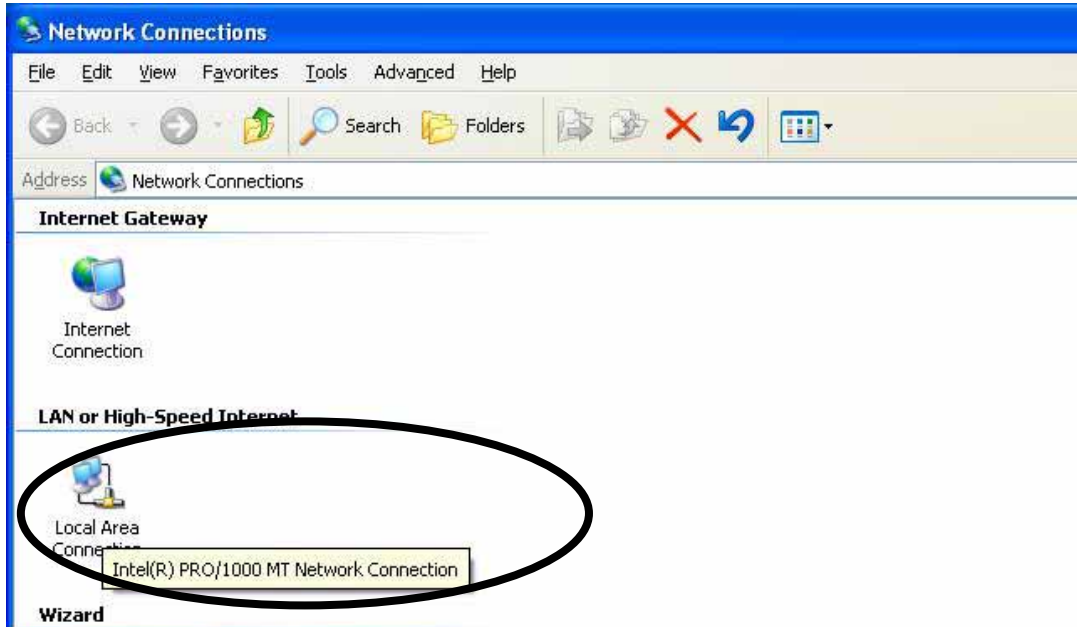 Network Connections
File Edit View Favorites Tools Advanced Help
Back Search Folders
Address Network Connections
Internet Gateway
Internet
Connection
LAN or High-Speed Internet
Local Area
Connection
Intel(R) PRO/1000 MT Network Connection
Wizard